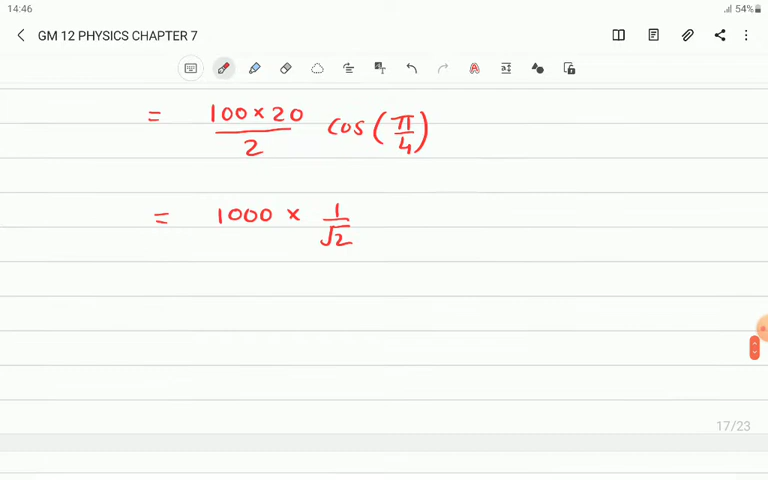 14:46 54%
GM 12 PHYSICS CHAPTER 7
= 100 × 20 / 2 cos (π/4)
= 1000 × 1/√2
17/23